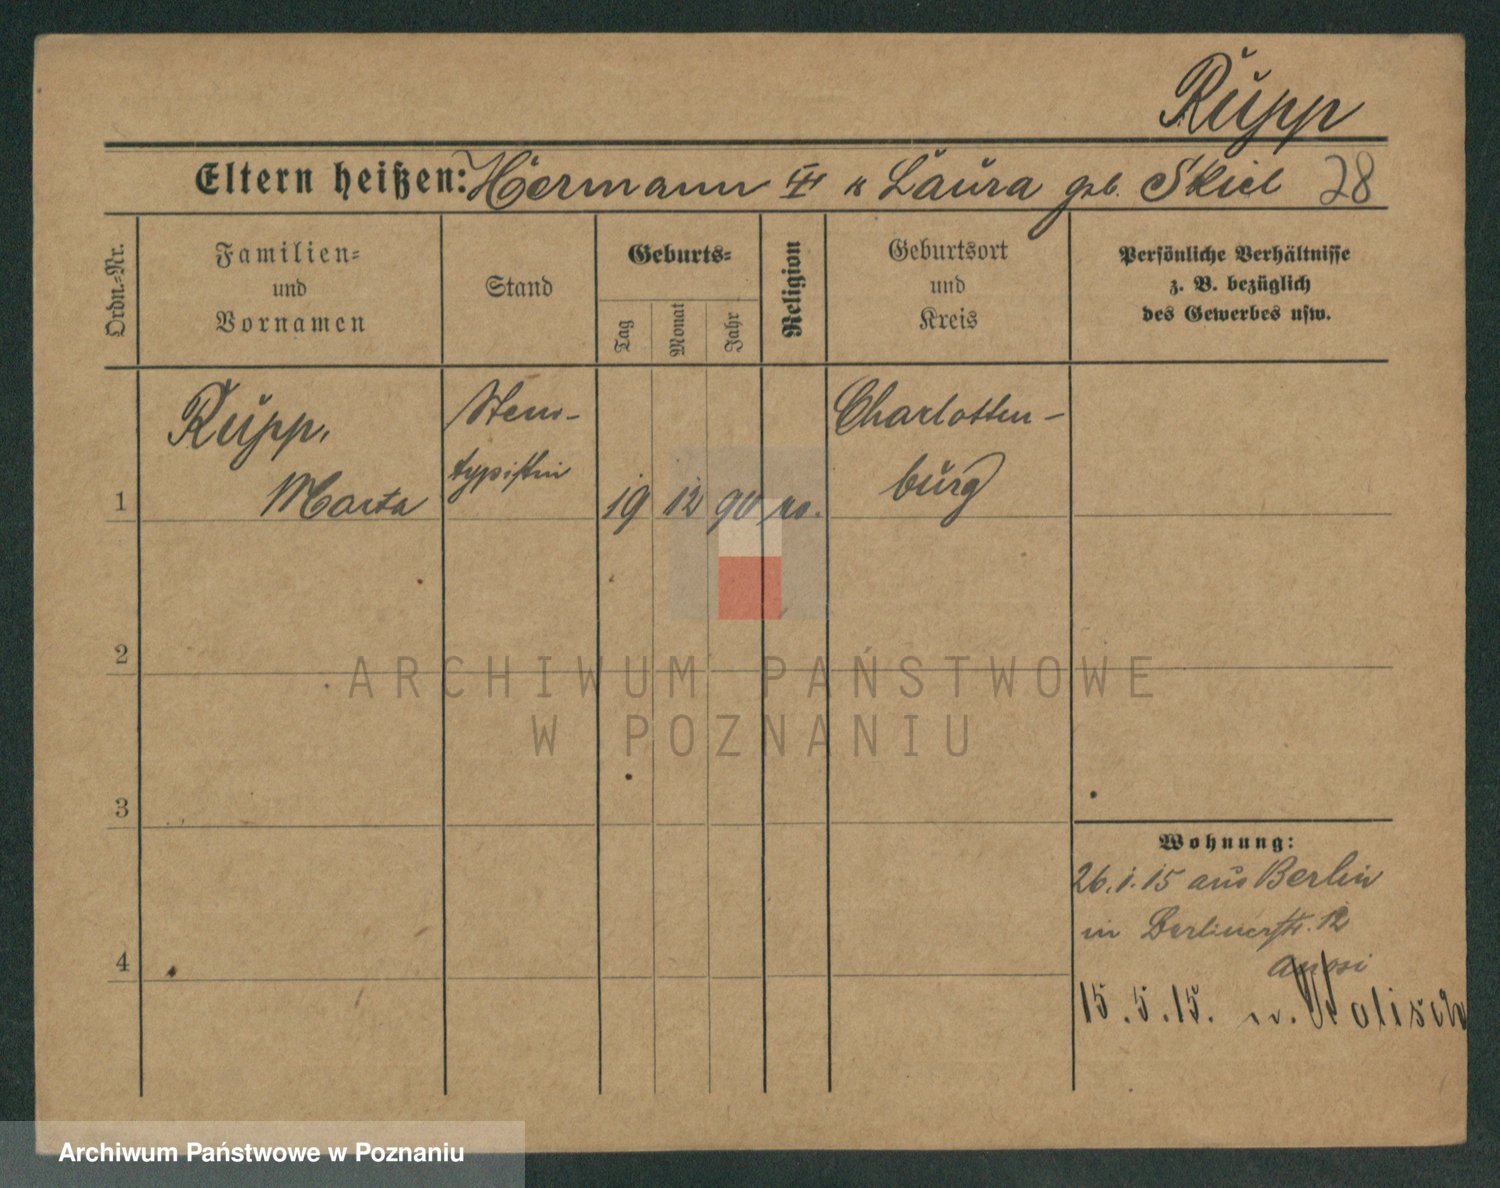 Rupp
Eltern heißen: Hermann u Laura geb. Skiel 28
Ordn.-Nr.
Familien-
und
Vornamen
Stand
Geburts-
Tag
Monat
Jahr
Religion
Geburtsort
und
Kreis
Persönliche Verhältnisse
z. B. bezüglich
des Gewerbes usw.
Rupp,
Marta
Steno-
typistin
Charlotten-
burg
1 19 12 90
2
3
4
Wohnung:
26.1.15 aus Berlin
in Berlinerstr. 12
15.5.15. n. Wolisch
ARCHIWUM PAŃSTWOWE
W POZNANIU
Archiwum Państwowe w Poznaniu